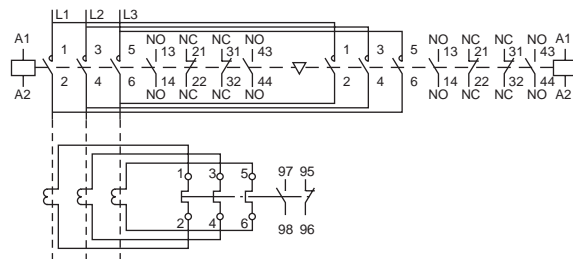 L1 L2 L3
A1 1 3 5 NO 13 NC 21 NC 31 NO 43 1 3 5 NO 13 NC 21 NC 31 NO 43 A1
A2 2 4 6 14 NO 22 NC 32 NC 44 NO 2 4 6 14 NO 22 NC 32 NC 44 NO A2
1 3 5 97 95
2 4 6 98 96